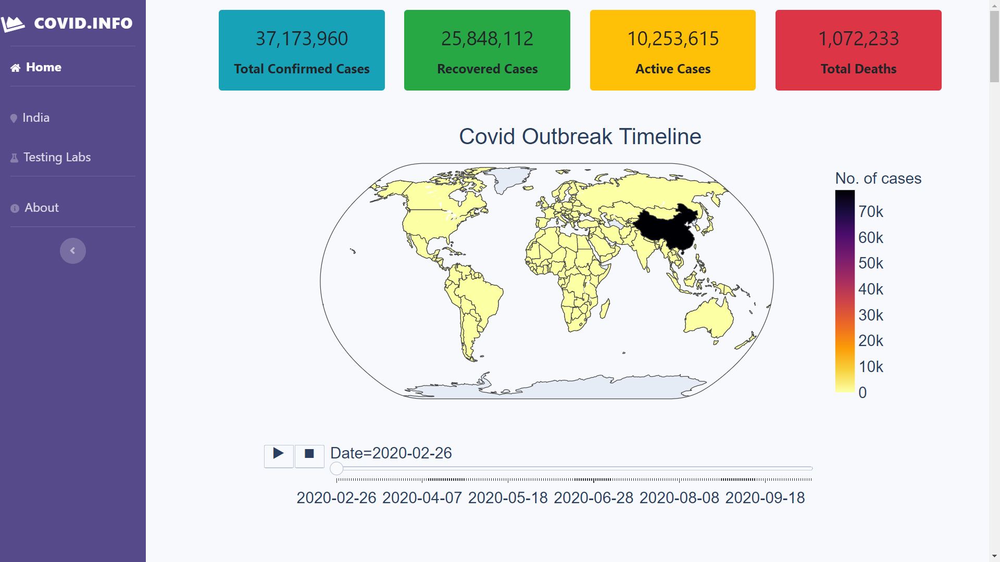 COVID.INFO
Home
India
Testing Labs
About
37,173,960
Total Confirmed Cases
25,848,112
Recovered Cases
10,253,615
Active Cases
1,072,233
Total Deaths
Covid Outbreak Timeline
No. of cases
70k
60k
50k
40k
30k
20k
10k
0
Date=2020-02-26
2020-02-26 2020-04-07 2020-05-18 2020-06-28 2020-08-08 2020-09-18